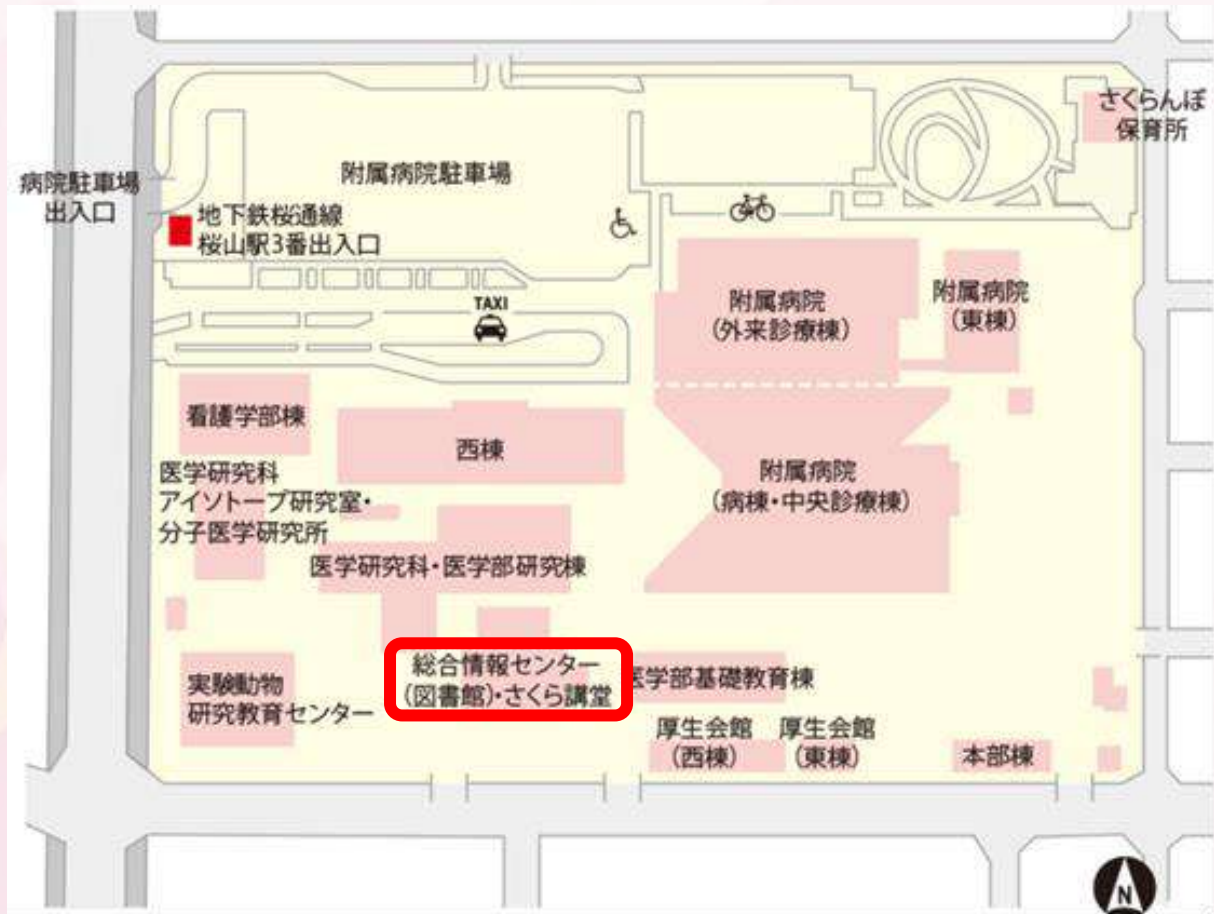 さくらんぼ
保育所
病院駐車場
出入口
附属病院駐車場
地下鉄桜通線
桜山駅3番出入口
TAXI
附属病院
(外来診療棟)
附属病院
(東棟)
看護学部棟
西棟
医学研究科
アイソトープ研究室・
分子医学研究所
附属病院
(病棟・中央診療棟)
医学研究科・医学部研究棟
実験動物
研究教育センター
総合情報センター
(図書館)・さくら講堂
医学部基礎教育棟
厚生会館
(西棟)
厚生会館
(東棟)
本部棟
N